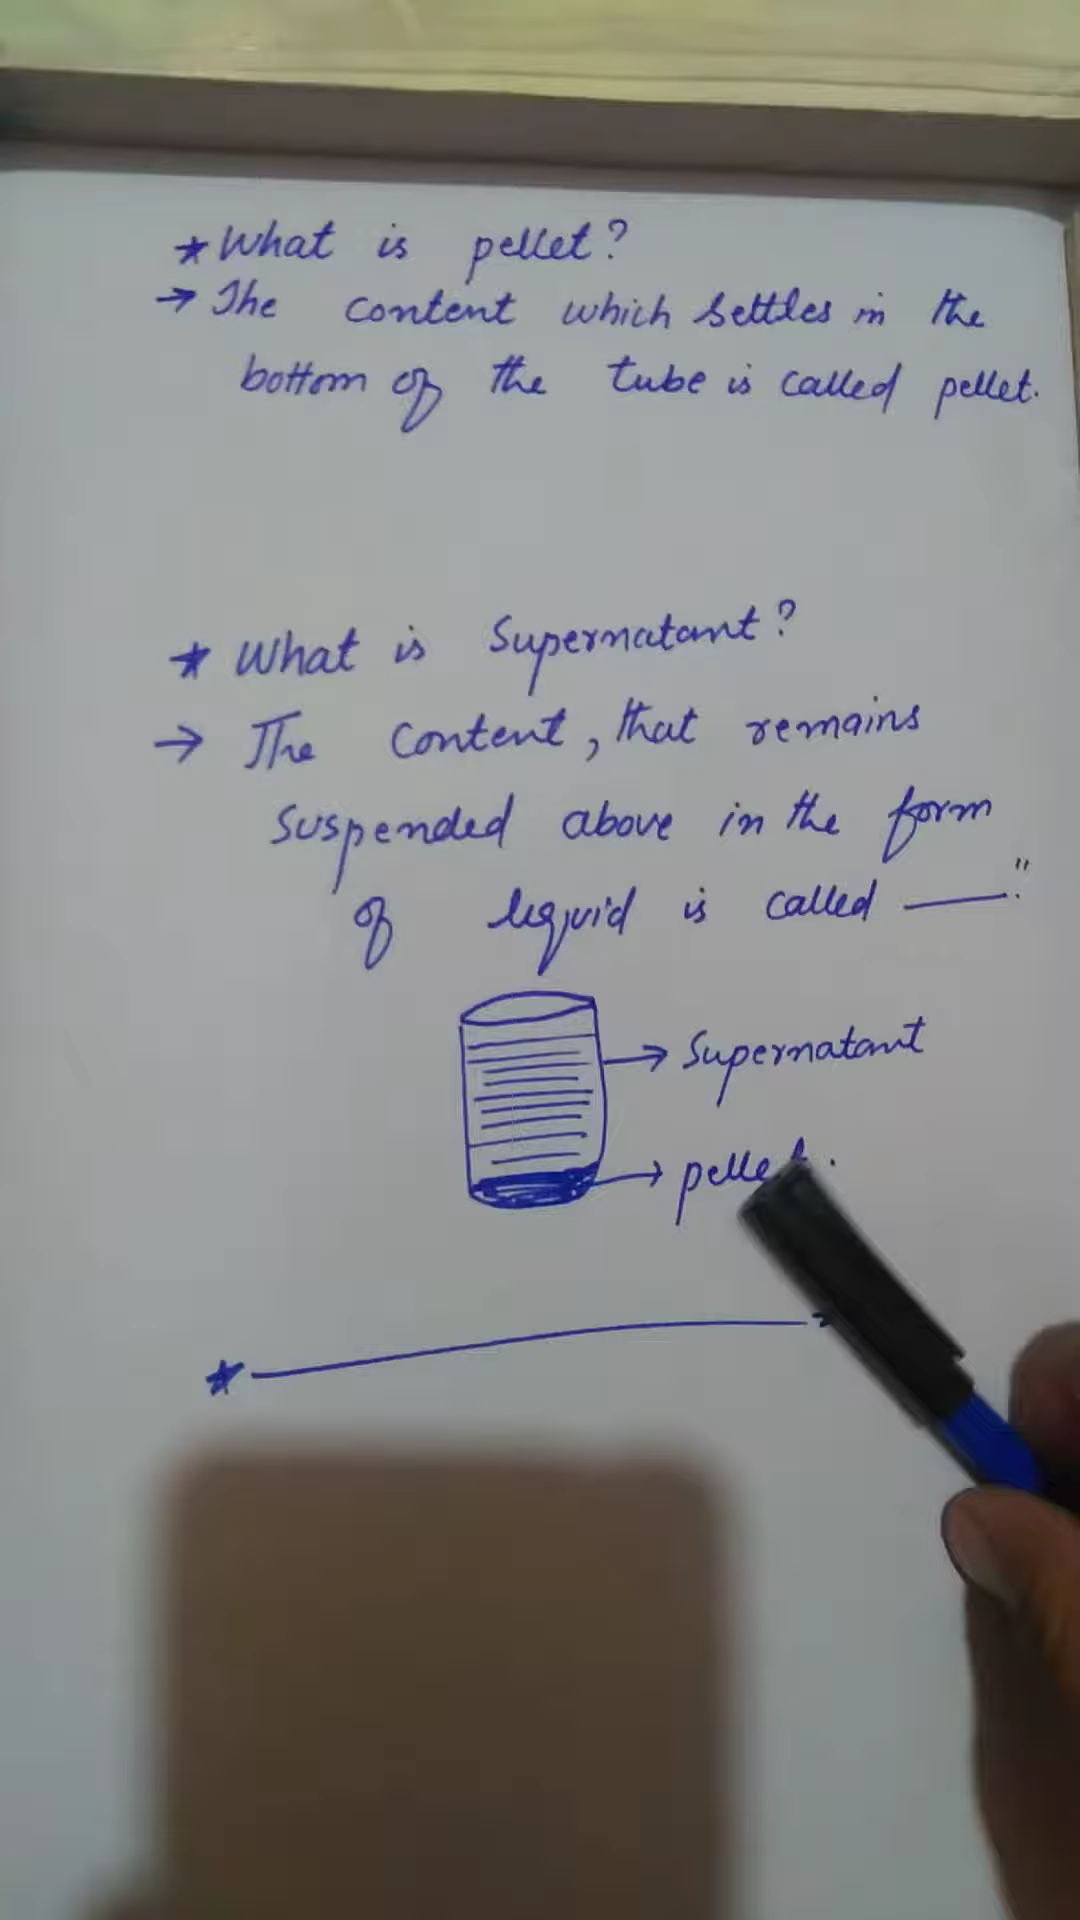 * What is pellet?
→ The content which settles in the
bottom of the tube is called pellet.
* What is Supernatant?
→ The content, that remains
suspended above in the form
of liquid is called ——."
→ Supernatant
→ pellet.
*